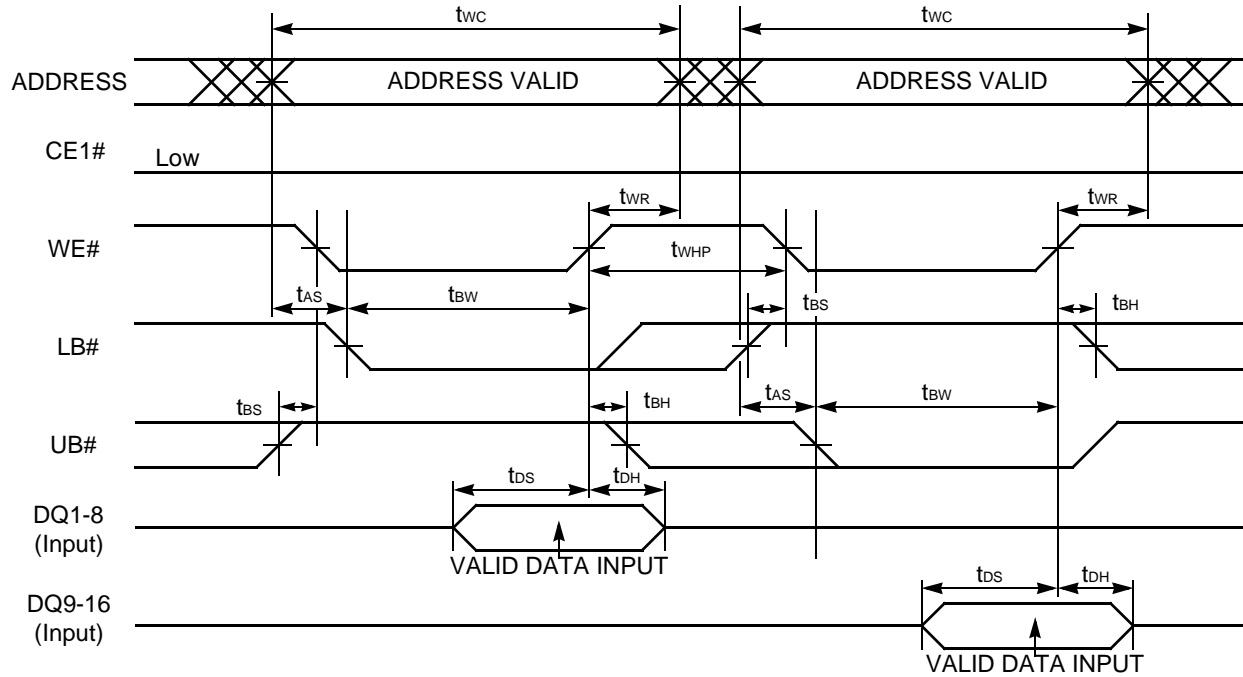 tWC
tWC
ADDRESS
ADDRESS VALID
ADDRESS VALID
CE1#
Low
tWR
tWR
WE#
tWHP
tAS
tBW
tBS
tBH
LB#
tBS
tBH
tAS
tBW
UB#
tDS
tDH
DQ1-8
(Input)
VALID DATA INPUT
tDS
tDH
DQ9-16
(Input)
VALID DATA INPUT